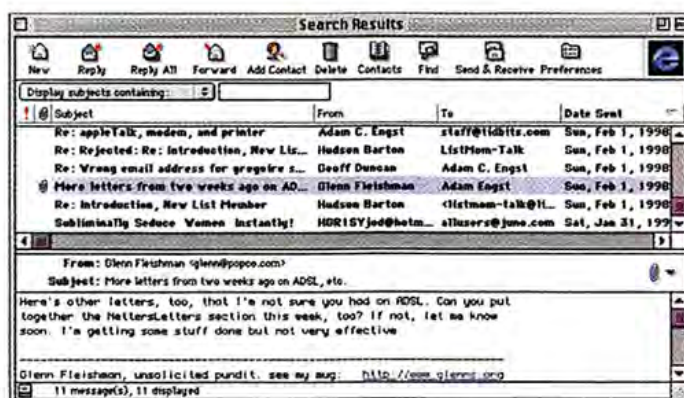 Search Results
New Reply Reply All Forward Add Contact Delete Contacts Find Send & Receive Preferences
Display subjects containing:
! Subject From To Date Sent
Re: appleTalk, modem, and printer Adam C. Engst staff@tidbits.com Sun, Feb 1, 1998
Re: Rejected: Re: Introduction, New Lis... Hudson Barton ListMom-Talk Sun, Feb 1, 1998
Re: Wrong email address for gregoire s... Geoff Duncan Adam C. Engst Sun, Feb 1, 1998
More letters from two weeks ago on AD... Glenn Fleishman Adam Engst Sun, Feb 1, 1998
Re: Introduction, New List Member Hudson Barton <listmom-talk@li... Sun, Feb 1, 1998
Subliminally Seduce Women Instantly! HOR1SYjod@hotm... allusers@juno.com Sat, Jan 31, 199
From: Glenn Fleishman <glenn@popco.com>
Subject: More letters from two weeks ago on ADSL, etc.
Here's other letters, too, that I'm not sure you had on ADSL. Can you put
together the MettersLetters section this week, too? If not, let me know
soon. I'm getting some stuff done but not very effective
Glenn Fleishman, unsolicited pundit. see my mug: http://www.glenns.org
11 message(s), 11 displayed